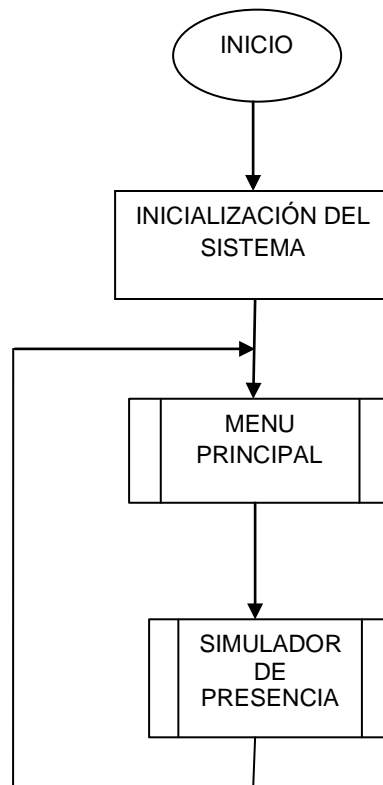 INICIO
INICIALIZACIÓN DEL
SISTEMA
MENU
PRINCIPAL
SIMULADOR
DE
PRESENCIA